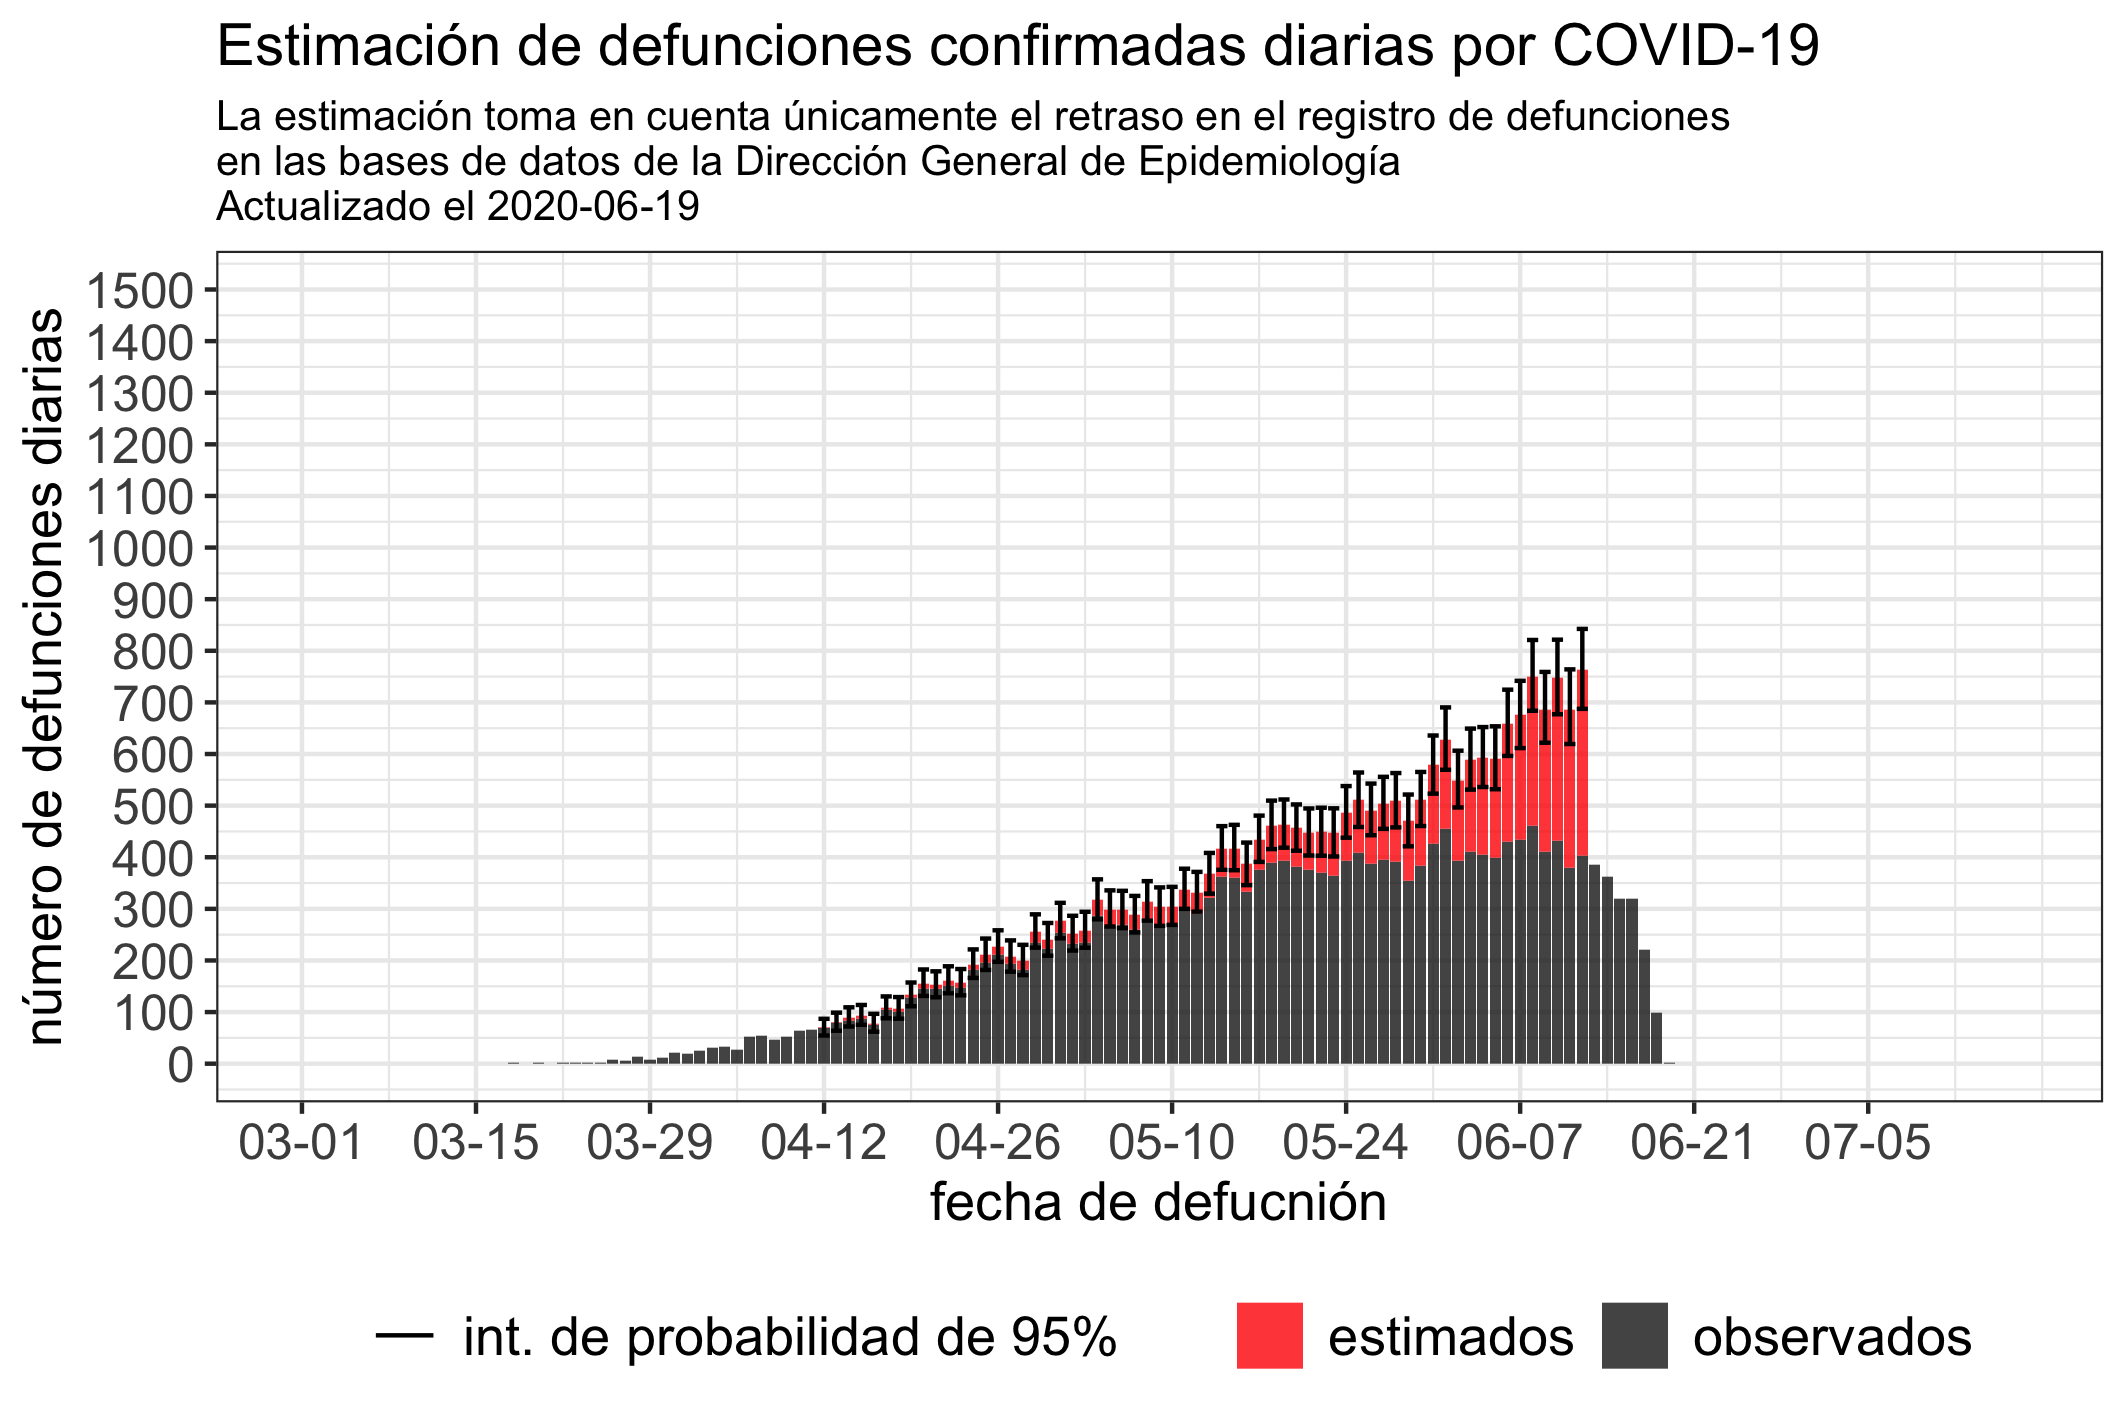 Estimación de defunciones confirmadas diarias por COVID-19
La estimación toma en cuenta únicamente el retraso en el registro de defunciones
en las bases de datos de la Dirección General de Epidemiología
Actualizado el 2020-06-19
número de defunciones diarias
1500
1400
1300
1200
1100
1000
900
800
700
600
500
400
300
200
100
0
03-01 03-15 03-29 04-12 04-26 05-10 05-24 06-07 06-21 07-05
fecha de defucnión
int. de probabilidad de 95% estimados observados